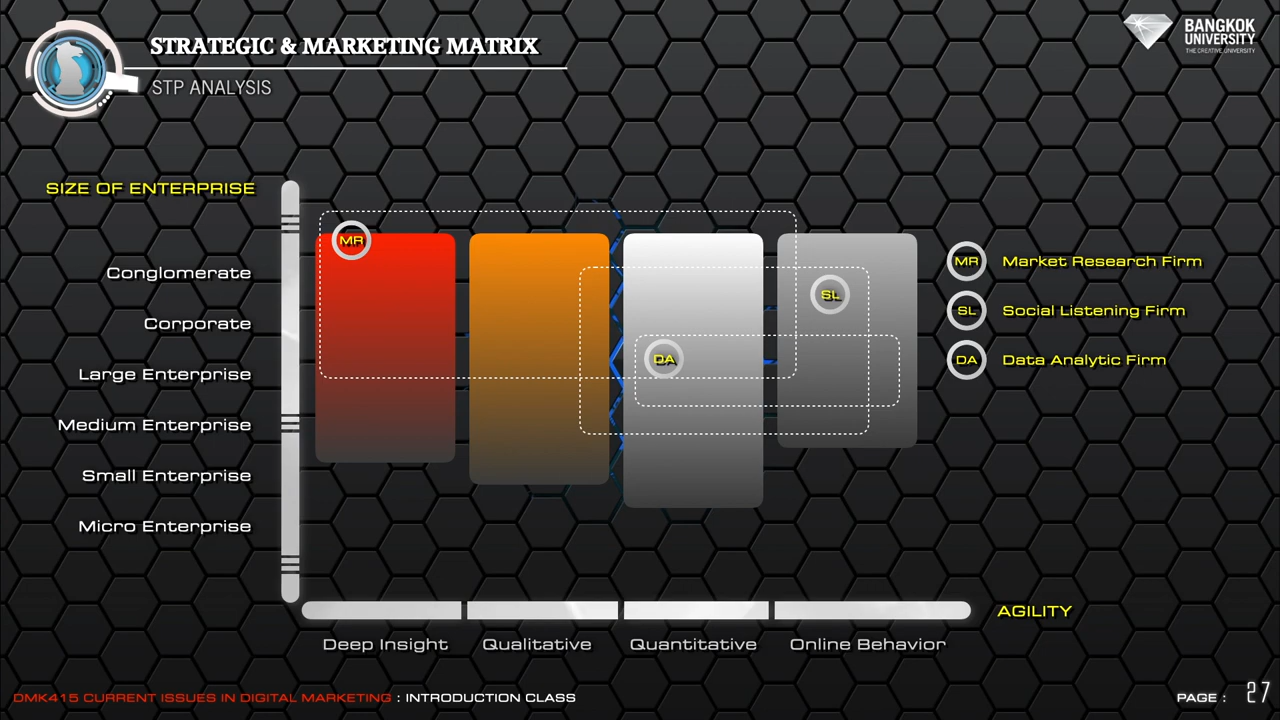 STRATEGIC & MARKETING MATRIX
STP ANALYSIS
BANGKOK
UNIVERSITY
THE CREATIVE UNIVERSITY
SIZE OF ENTERPRISE
Conglomerate
Corporate
Large Enterprise
Medium Enterprise
Small Enterprise
Micro Enterprise
MR
SL
DA
MR Market Research Firm
SL Social Listening Firm
DA Data Analytic Firm
AGILITY
Deep Insight Qualitative Quantitative Online Behavior
DMK415 CURRENT ISSUES IN DIGITAL MARKETING : INTRODUCTION CLASS
PAGE : 27